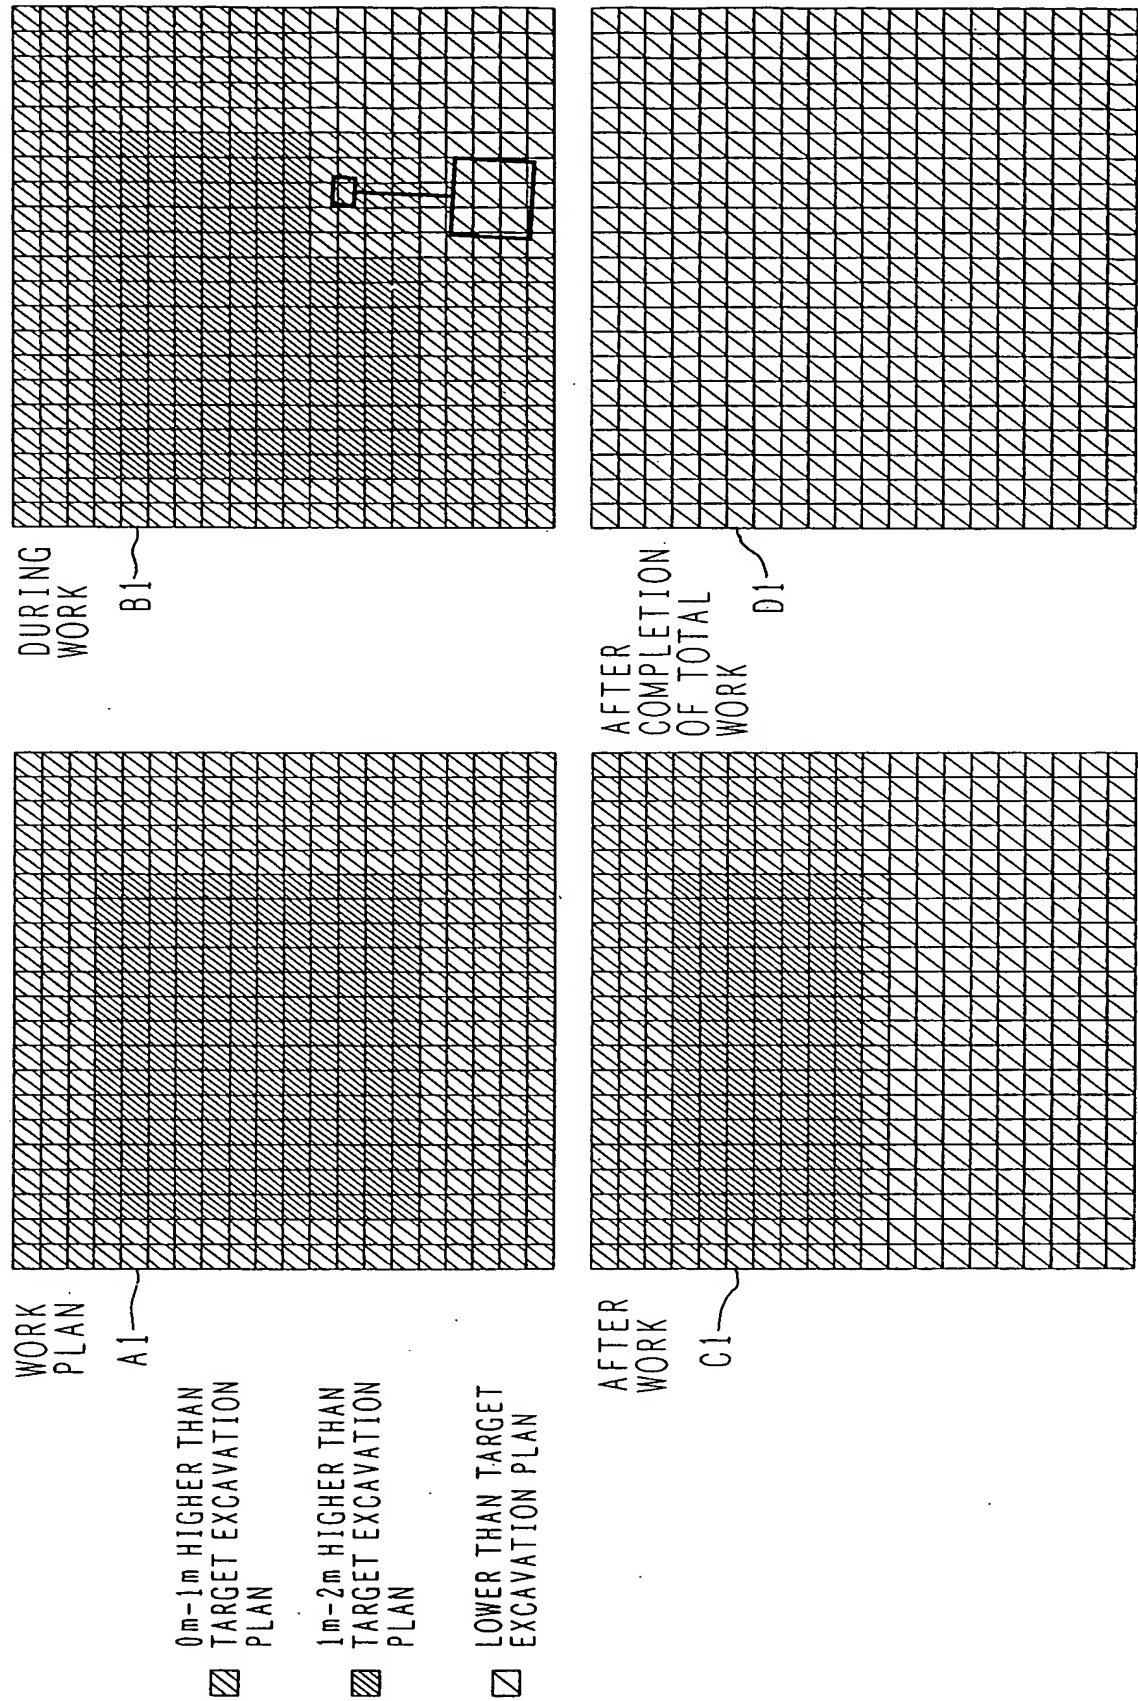 WORK
PLAN
A1
DURING
WORK
B1
0m-1m HIGHER THAN
TARGET EXCAVATION
PLAN
1m-2m HIGHER THAN
TARGET EXCAVATION
PLAN
LOWER THAN TARGET
EXCAVATION PLAN
AFTER
WORK
C1
AFTER
COMPLETION
OF TOTAL
WORK
D1